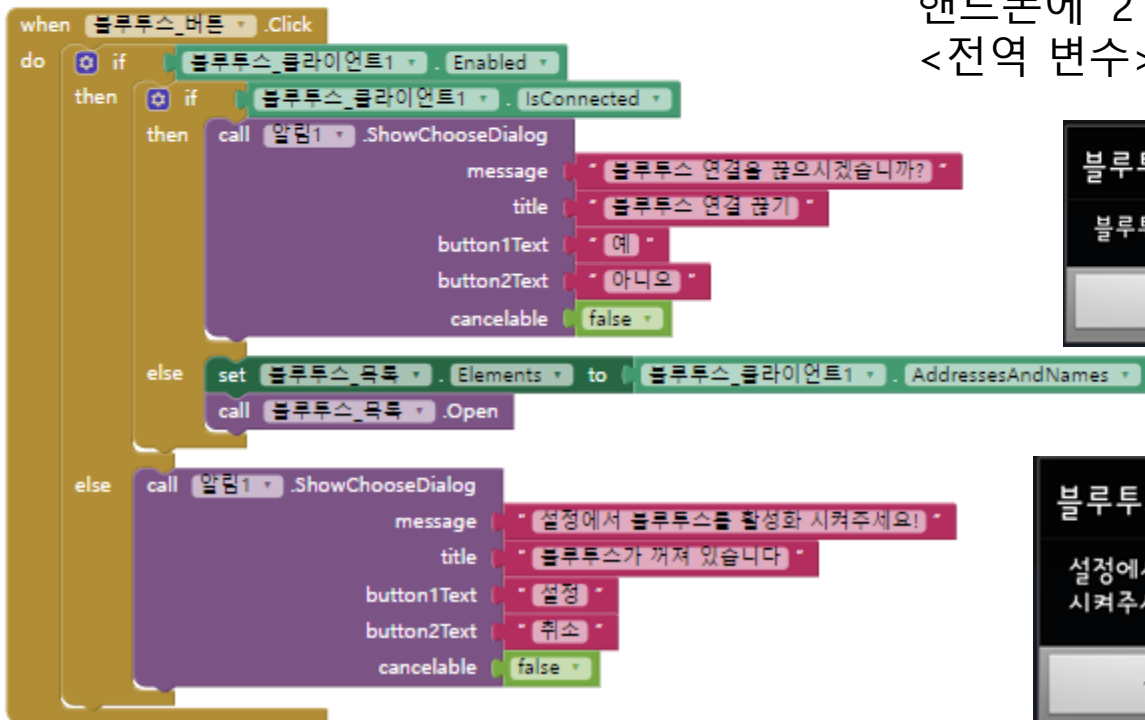 핸드폰에 2
<전역 변수>
when 블루투스_버튼 .Click
do if 블루투스_클라이언트1 . Enabled
then if 블루투스_클라이언트1 . IsConnected
then call 알림1 .ShowChooseDialog
message " 블루투스 연결을 끊으시겠습니까? "
title " 블루투스 연결 끊기 "
button1Text " 예 "
button2Text " 아니요 "
cancelable false
else set 블루투스_목록 . Elements to 블루투스_클라이언트1 . AddressesAndNames
call 블루투스_목록 .Open
else call 알림1 .ShowChooseDialog
message " 설정에서 블루투스를 활성화 시켜주세요! "
title " 블루투스가 꺼져 있습니다 "
button1Text " 설정 "
button2Text " 취소 "
cancelable false
블루투
설정에서
시켜주